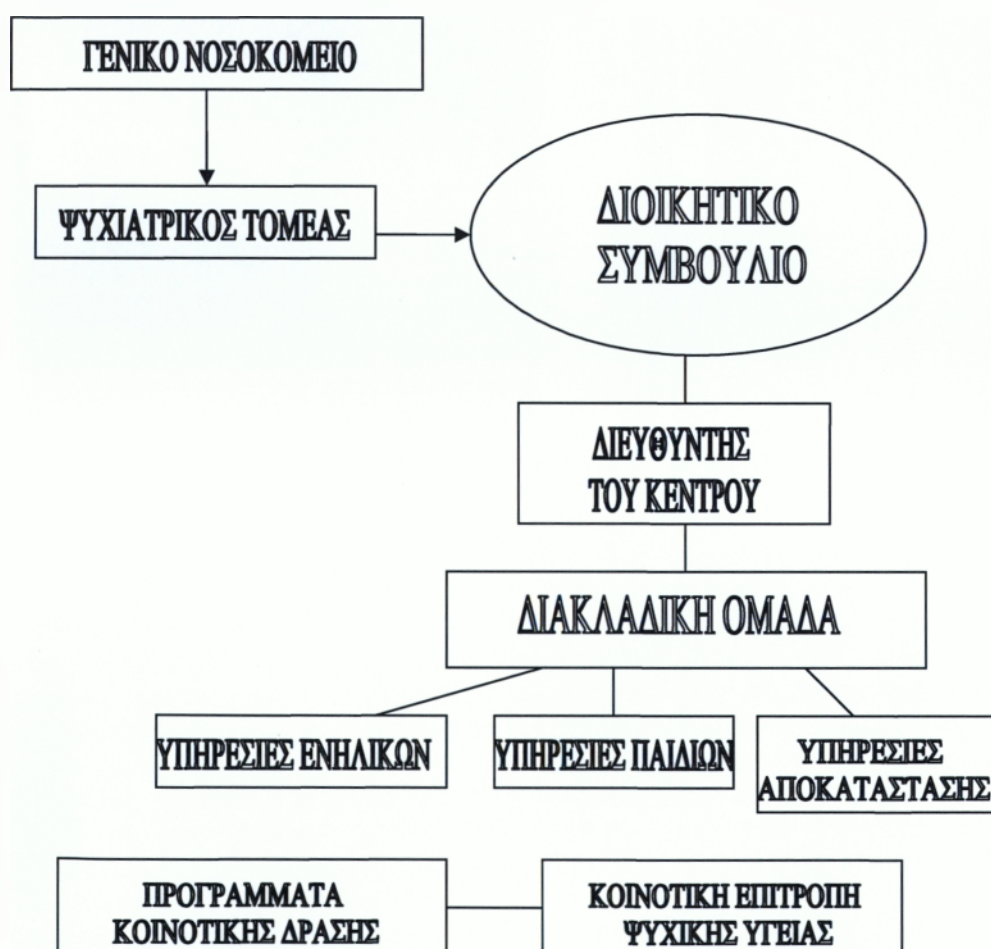 ΓΕΝΙΚΟ ΝΟΣΟΚΟΜΕΙΟ
ΨΥΧΙΑΤΡΙΚΟΣ ΤΟΜΕΑΣ
ΔΙΟΙΚΗΤΙΚΟ
ΣΥΜΒΟΥΛΙΟ
ΔΙΕΥΘΥΝΤΗΣ
ΤΟΥ ΚΕΝΤΡΟΥ
ΔΙΑΚΛΑΔΙΚΗ ΟΜΑΔΑ
ΥΠΗΡΕΣΙΕΣ ΕΝΗΛΙΚΩΝ
ΥΠΗΡΕΣΙΕΣ ΠΑΙΔΙΩΝ
ΥΠΗΡΕΣΙΕΣ
ΑΠΟΚΑΤΑΣΤΑΣΗΣ
ΠΡΟΓΡΑΜΜΑΤΑ
ΚΟΙΝΟΤΙΚΗΣ ΔΡΑΣΗΣ
ΚΟΙΝΟΤΙΚΗ ΕΠΙΤΡΟΠΗ
ΨΥΧΙΚΗΣ ΥΓΕΙΑΣ